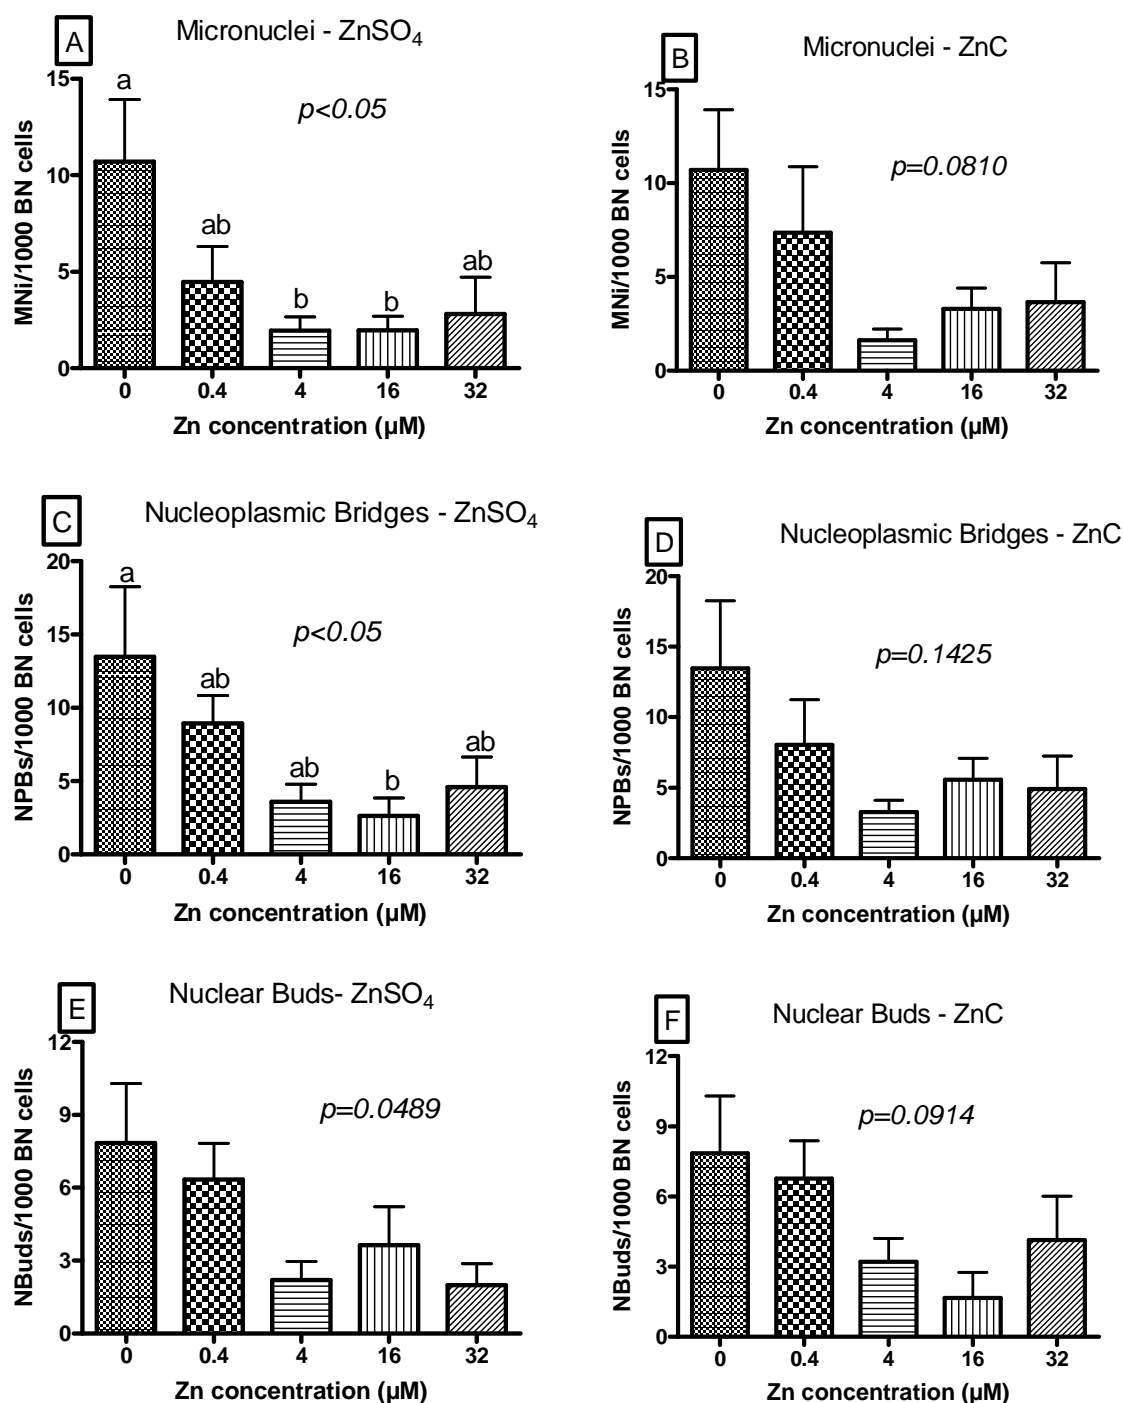 A
Micronuclei - ZnSO4
MNi/1000 BN cells
15
10
5
0
a
ab
b
b
ab
p<0.05
0 0.4 4 16 32
Zn concentration (µM)
B
Micronuclei - ZnC
MNi/1000 BN cells
15
10
5
0
p=0.0810
0 0.4 4 16 32
Zn concentration (µM)
C
Nucleoplasmic Bridges - ZnSO4
NPBs/1000 BN cells
20
15
10
5
0
a
ab
ab
b
ab
p<0.05
0 0.4 4 16 32
Zn concentration (µM)
D
Nucleoplasmic Bridges - ZnC
NPBs/1000 BN cells
20
15
10
5
0
p=0.1425
0 0.4 4 16 32
Zn concentration (µM)
E
Nuclear Buds- ZnSO4
NBuds/1000 BN cells
12
9
6
3
0
p=0.0489
0 0.4 4 16 32
Zn concentration (µM)
F
Nuclear Buds - ZnC
NBuds/1000 BN cells
12
9
6
3
0
p=0.0914
0 0.4 4 16 32
Zn concentration (µM)